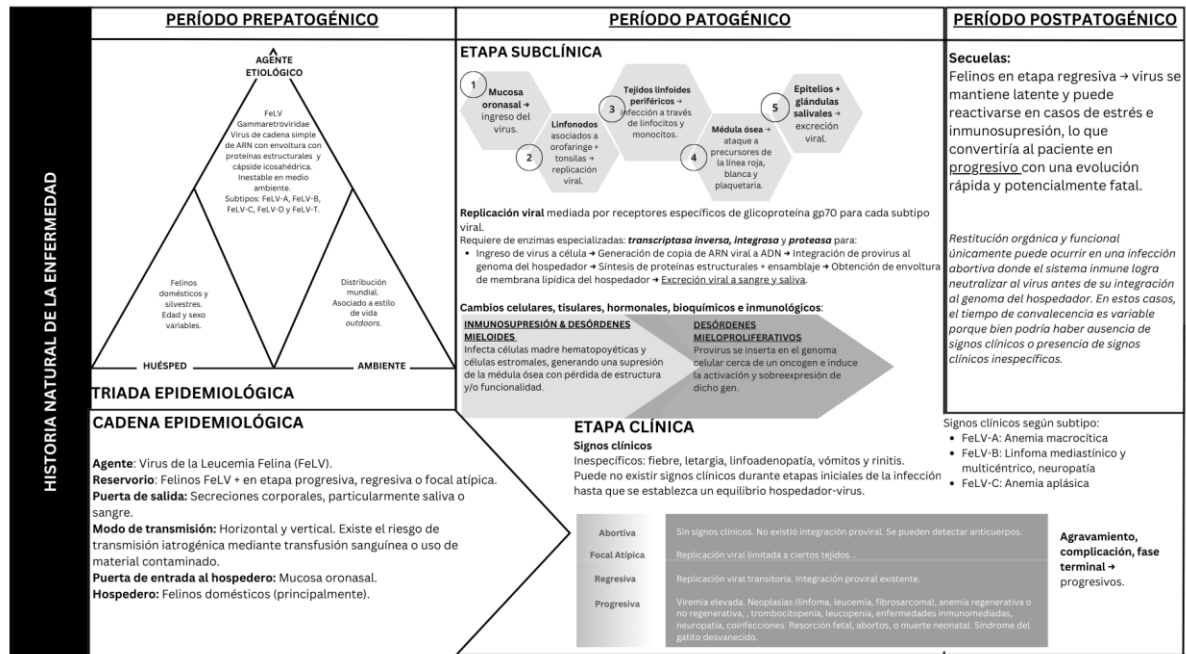 HISTORIA NATURAL DE LA ENFERMEDAD
PERÍODO PREPATOGÉNICO
AGENTE
ETIOLÓGICO
FeLV
Gammaretroviridae
Virus de cadena simple
de ARN con envoltura con
proteínas estructurales y
cápside icosahédrica.
Inestable en medio
ambiente.
Subtipos: FeLV-A, FeLV-B,
FeLV-C, FeLV-D y FeLV-T.
Felinos
domésticos y
silvestres.
Edad y sexo
variables.
Distribución
mundial.
Asociado a estilo
de vida
outdoors.
HUÉSPED
AMBIENTE
TRIADA EPIDEMIOLÓGICA
CADENA EPIDEMIOLÓGICA
Agente: Virus de la Leucemia Felina (FeLV).
Reservorio: Felinos FeLV + en etapa progresiva, regresiva o focal atípica.
Puerta de salida: Secreciones corporales, particularmente saliva o
sangre.
Modo de transmisión: Horizontal y vertical. Existe el riesgo de
transmisión iatrogénica mediante transfusión sanguínea o uso de
material contaminado.
Puerta de entrada al hospedero: Mucosa oronasal.
Hospedero: Felinos domésticos (principalmente).
PERÍODO PATOGÉNICO
ETAPA SUBCLÍNICA
1
Mucosa
oronasal →
ingreso del
virus.
2
Linfonodos
asociados a
orofaringe +
tonsilas →
replicación
viral.
3
Tejidos linfoides
periféricos →
infección a través
de linfocitos y
monocitos.
4
Médula ósea →
ataque a
precursores de
la línea roja,
blanca y
plaquetaria.
5
Epitelios +
glándulas
salivales →
excreción
viral.
Replicación viral mediada por receptores específicos de glicoproteína gp70 para cada subtipo
viral.
Requiere de enzimas especializadas: transcriptasa inversa, integrasa y proteasa para:
• Ingreso de virus a célula → Generación de copia de ARN viral a ADN → Integración de provirus al
genoma del hospedador → Síntesis de proteínas estructurales + ensamblaje → Obtención de envoltura
de membrana lipídica del hospedador → Excreción viral a sangre y saliva.
Cambios celulares, tisulares, hormonales, bioquímicos e inmunológicos:
INMUNOSUPRESIÓN & DESÓRDENES
MIELOIDES
Infecta células madre hematopoyéticas y
células estromales, generando una supresión
de la médula ósea con pérdida de estructura
y/o funcionalidad.
DESÓRDENES
MIELOPROLIFERATIVOS
Provirus se inserta en el genoma
celular cerca de un oncogen e induce
la activación y sobreexpresión de
dicho gen.
ETAPA CLÍNICA
Signos clínicos
Inespecíficos: fiebre, letargia, linfoadenopatía, vómitos y rinitis.
Puede no existir signos clínicos durante etapas iniciales de la infección
hasta que se establezca un equilibrio hospedador-virus.
Signos clínicos según subtipo:
• FeLV-A: Anemia macrocítica
• FeLV-B: Linfoma mediastínico y
multicéntrico, neuropatía
• FeLV-C: Anemia aplásica
Abortiva
Sin signos clínicos. No existió integración proviral. Se pueden detectar anticuerpos.
Focal Atípica
Replicación viral limitada a ciertos tejidos. .
Regresiva
Replicación viral transitoria. Integración proviral existente.
Progresiva
Viremia elevada. Neoplasias (linfoma, leucemia, fibrosarcoma), anemia regenerativa o
no regenerativa, , trombocitopenia, leucopenia, enfermedades inmunomediadas,
neuropatía, coinfecciones. Resorción fetal, abortos, o muerte neonatal. Síndrome del
gatito desvanecido.
Agravamiento,
complicación, fase
terminal →
progresivos.
PERÍODO POSTPATOGÉNICO
Secuelas:
Felinos en etapa regresiva → virus se
mantiene latente y puede
reactivarse en casos de estrés e
inmunosupresión, lo que
convertiría al paciente en
progresivo con una evolución
rápida y potencialmente fatal.
Restitución orgánica y funcional
únicamente puede ocurrir en una infección
abortiva donde el sistema inmune logra
neutralizar al virus antes de su integración
al genoma del hospedador. En estos casos,
el tiempo de convalecencia es variable
porque bien podría haber ausencia de
signos clínicos o presencia de signos
clínicos inespecíficos.